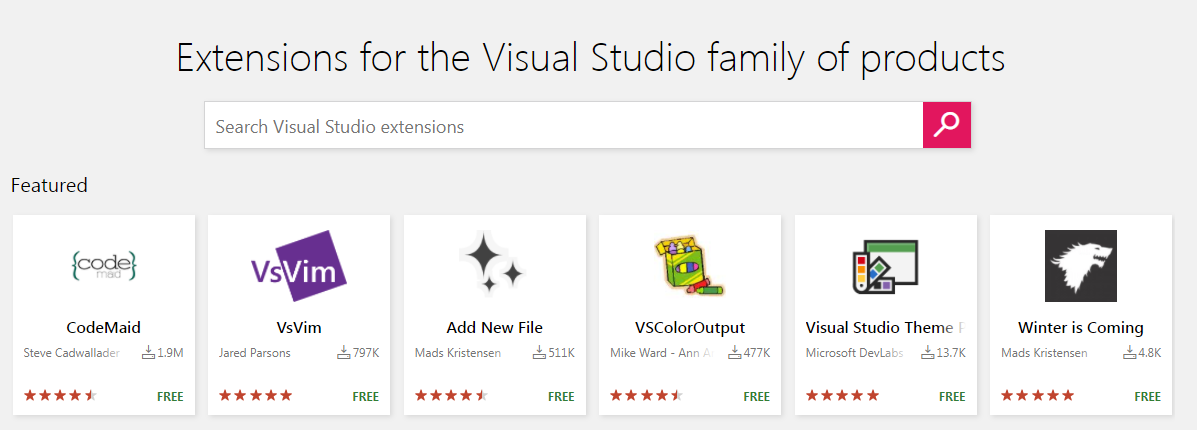 Extensions for the Visual Studio family of products
Search Visual Studio extensions
Featured
{code
maid
VsVim
CodeMaid
VsVim
Add New File
VSColorOutput
Visual Studio Theme
Winter is Coming
Steve Cadwallader 1.9M
Jared Parsons 797K
Mads Kristensen 511K
Mike Ward - Ann 477K
Microsoft DevLabs 13.7K
Mads Kristensen 4.8K
FREE
FREE
FREE
FREE
FREE
FREE